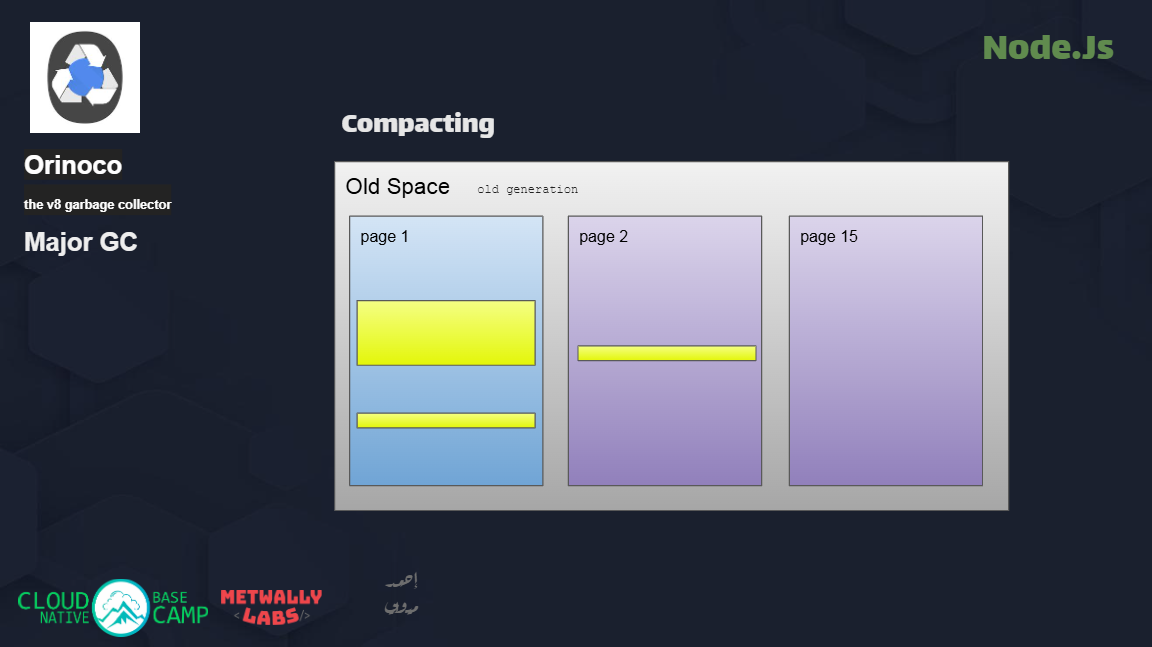 Node.Js
Orinoco
the v8 garbage collector
Major GC
Compacting
Old Space old generation
page 1
page 2
page 15
CLOUD NATIVE BASE CAMP
METWALLY
<LABS/>
إحمد